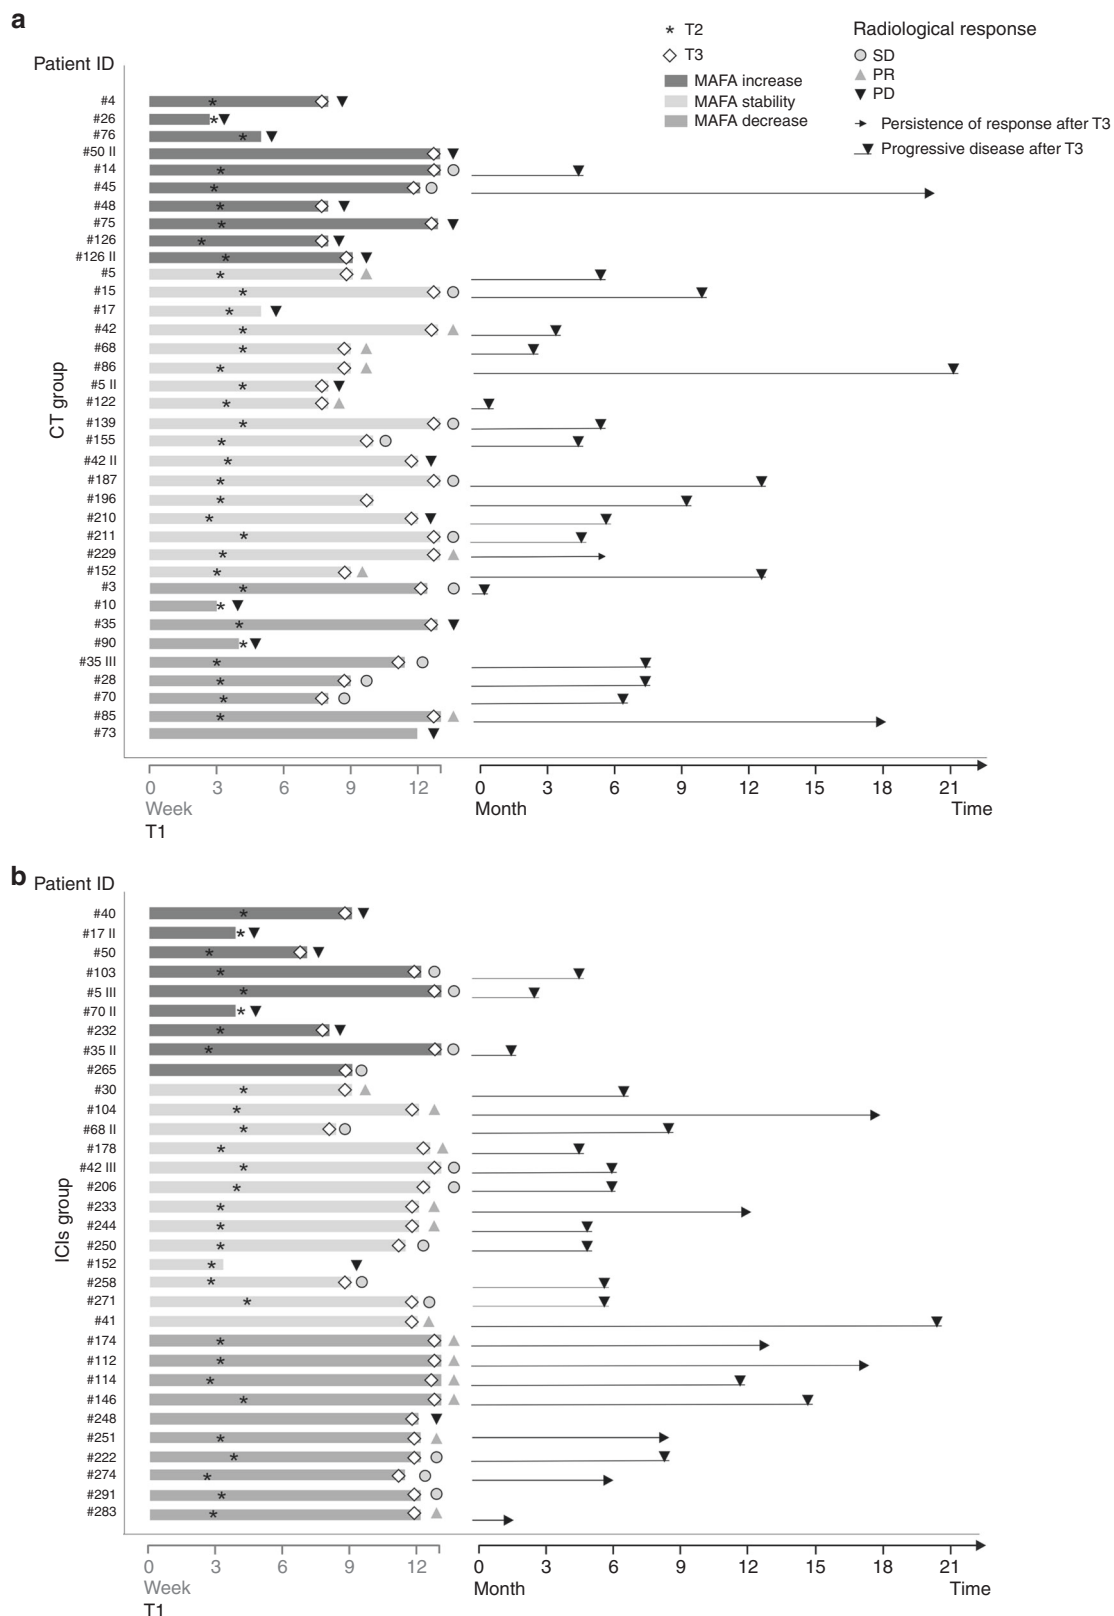 a
* T2
T3
MAFA increase
MAFA stability
MAFA decrease
Radiological response
SD
PR
PD
Persistence of response after T3
Progressive disease after T3
Patient ID
#4
#26
#76
#50 II
#14
#45
#48
#75
#126
#126 II
#5
#15
#17
#42
#68
#86
#5 II
#122
#139
#155
#42 II
#187
#196
#210
#211
#229
#152
#3
#10
#35
#90
#35 III
#28
#70
#85
#73
CT group
0 3 6 9 12 0 3 6 9 12 15 18 21
Week Month Time
T1
b
Patient ID
#40
#17 II
#50
#103
#5 III
#70 II
#232
#35 II
#265
#30
#104
#68 II
#178
#42 III
#206
#233
#244
#250
#152
#258
#271
#41
#174
#112
#114
#146
#248
#251
#222
#274
#291
#283
ICIs group
0 3 6 9 12 0 3 6 9 12 15 18 21
Week Month Time
T1